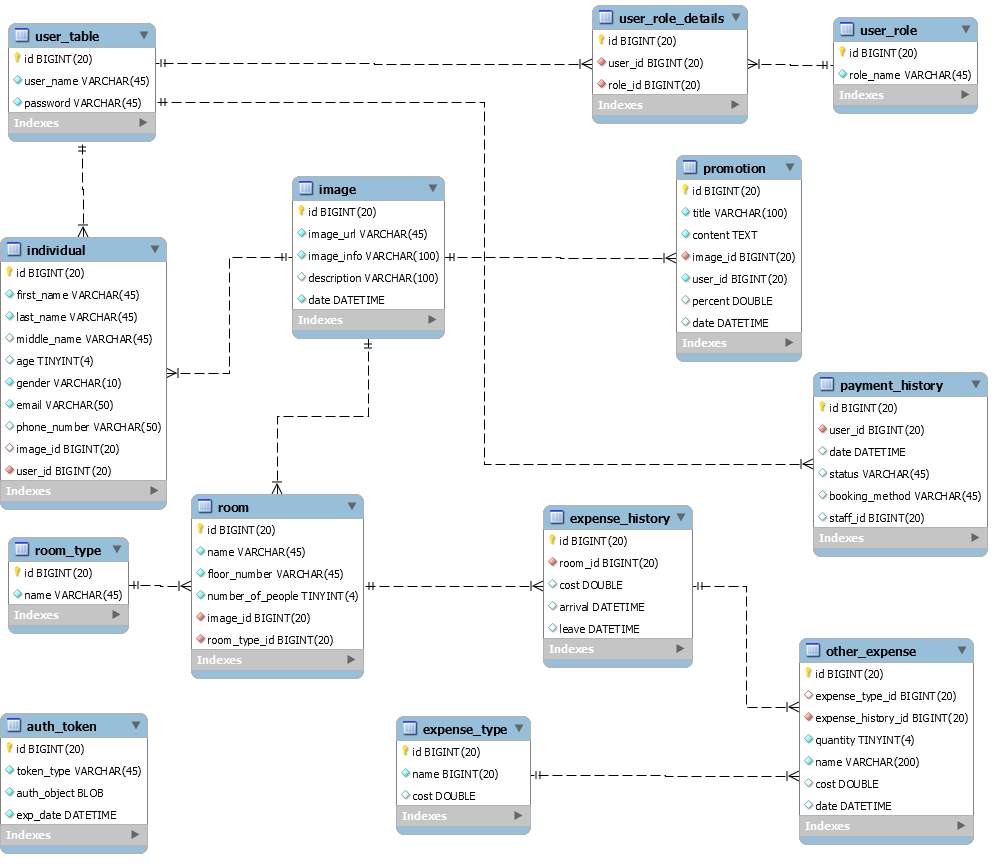 user_table
id BIGINT(20)
user_name VARCHAR(45)
password VARCHAR(45)
Indexes
user_role_details
id BIGINT(20)
user_id BIGINT(20)
role_id BIGINT(20)
Indexes
user_role
id BIGINT(20)
role_name VARCHAR(45)
Indexes
image
id BIGINT(20)
image_url VARCHAR(45)
image_info VARCHAR(100)
description VARCHAR(100)
date DATETIME
Indexes
promotion
id BIGINT(20)
title VARCHAR(100)
content TEXT
image_id BIGINT(20)
user_id BIGINT(20)
percent DOUBLE
date DATETIME
Indexes
individual
id BIGINT(20)
first_name VARCHAR(45)
last_name VARCHAR(45)
middle_name VARCHAR(45)
age TINYINT(4)
gender VARCHAR(10)
email VARCHAR(50)
phone_number VARCHAR(50)
image_id BIGINT(20)
user_id BIGINT(20)
Indexes
payment_history
id BIGINT(20)
user_id BIGINT(20)
date DATETIME
status VARCHAR(45)
booking_method VARCHAR(45)
staff_id BIGINT(20)
Indexes
room_type
id BIGINT(20)
name VARCHAR(45)
Indexes
room
id BIGINT(20)
name VARCHAR(45)
floor_number VARCHAR(45)
number_of_people TINYINT(4)
image_id BIGINT(20)
room_type_id BIGINT(20)
Indexes
expense_history
id BIGINT(20)
room_id BIGINT(20)
cost DOUBLE
arrival DATETIME
leave DATETIME
Indexes
other_expense
id BIGINT(20)
expense_type_id BIGINT(20)
expense_history_id BIGINT(20)
quantity TINYINT(4)
name VARCHAR(200)
cost DOUBLE
date DATETIME
Indexes
auth_token
id BIGINT(20)
token_type VARCHAR(45)
auth_object BLOB
exp_date DATETIME
Indexes
expense_type
id BIGINT(20)
name BIGINT(20)
cost DOUBLE
Indexes